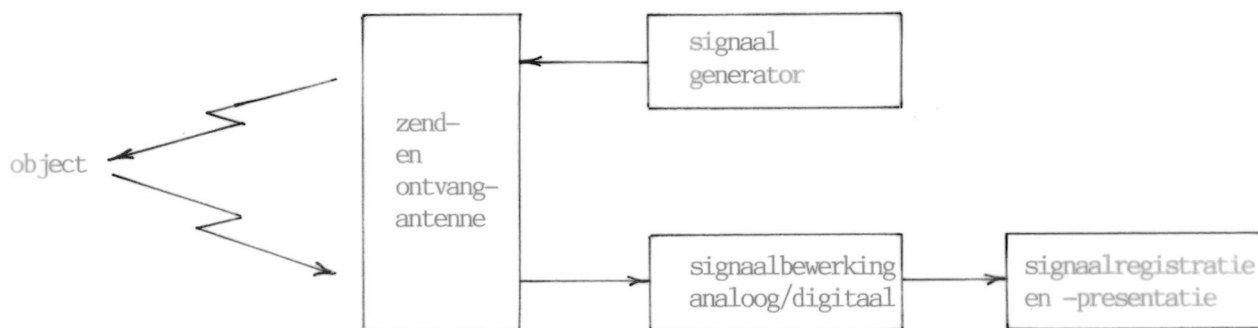 signaal
generator
zend-
en
ontvang-
antenne
object
signaalbewerking
analoog/digitaal
signaalregistratie
en -presentatie